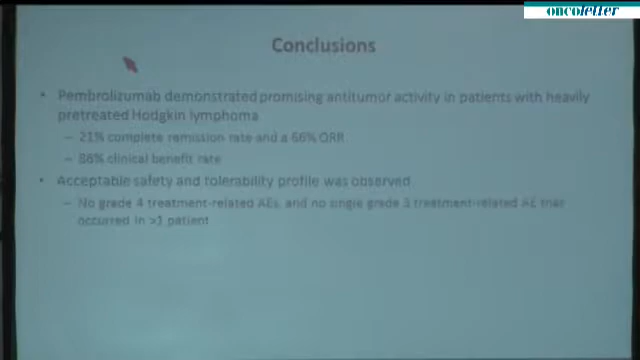 oncoletter
Conclusions
• Pembrolizumab demonstrated promising antitumor activity in patients with heavily
pretreated Hodgkin lymphoma
– 21% complete remission rate and a 66% ORR
– 86% clinical benefit rate
• Acceptable safety and tolerability profile was observed
– No grade 4 treatment-related AEs, and no single grade 3 treatment-related AE that
occurred in >1 patient